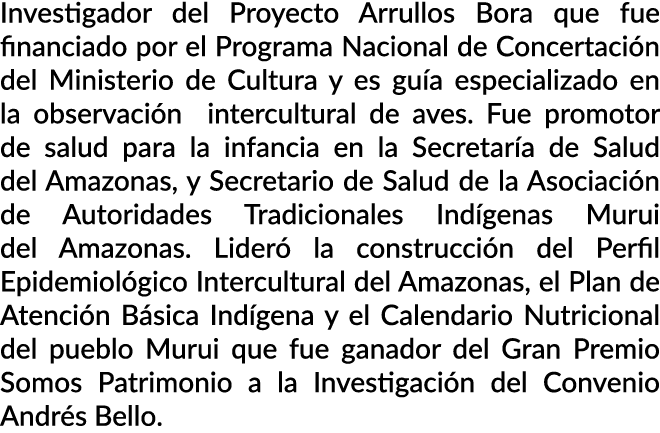 Investigador del Proyecto Arrullos Bora que fue
financiado por el Programa Nacional de Concertación
del Ministerio de Cultura y es guía especializado en
la observación  intercultural de aves. Fue promotor
de salud para la infancia en la Secretaría de Salud
del Amazonas, y Secretario de Salud de la Asociación
de Autoridades Tradicionales Indígenas Murui
del Amazonas. Lideró la construcción del Perfil
Epidemiológico Intercultural del Amazonas, el Plan de
Atención Básica Indígena y el Calendario Nutricional
del pueblo Murui que fue ganador del Gran Premio
Somos Patrimonio a la Investigación del Convenio
Andrés Bello.